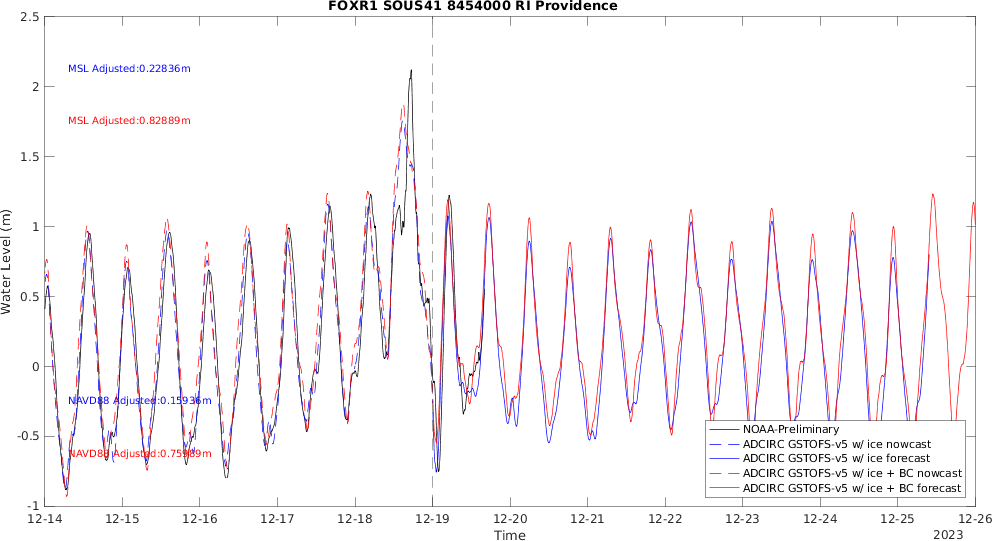 FOXR1 SOUS41 8454000 RI Providence
2.5
2
1.5
1
0.5
0
-0.5
-1
Water Level (m)
MSL Adjusted:0.22836m
MSL Adjusted:0.82889m
NAVD88 Adjusted:0.15936m
NAVD88 Adjusted:0.75989m
NOAA-Preliminary
ADCIRC GSTOFS-v5 w/ ice nowcast
ADCIRC GSTOFS-v5 w/ ice forecast
ADCIRC GSTOFS-v5 w/ ice + BC nowcast
ADCIRC GSTOFS-v5 w/ ice + BC forecast
12-14 12-15 12-16 12-17 12-18 12-19 12-20 12-21 12-22 12-23 12-24 12-25 12-26
Time
2023